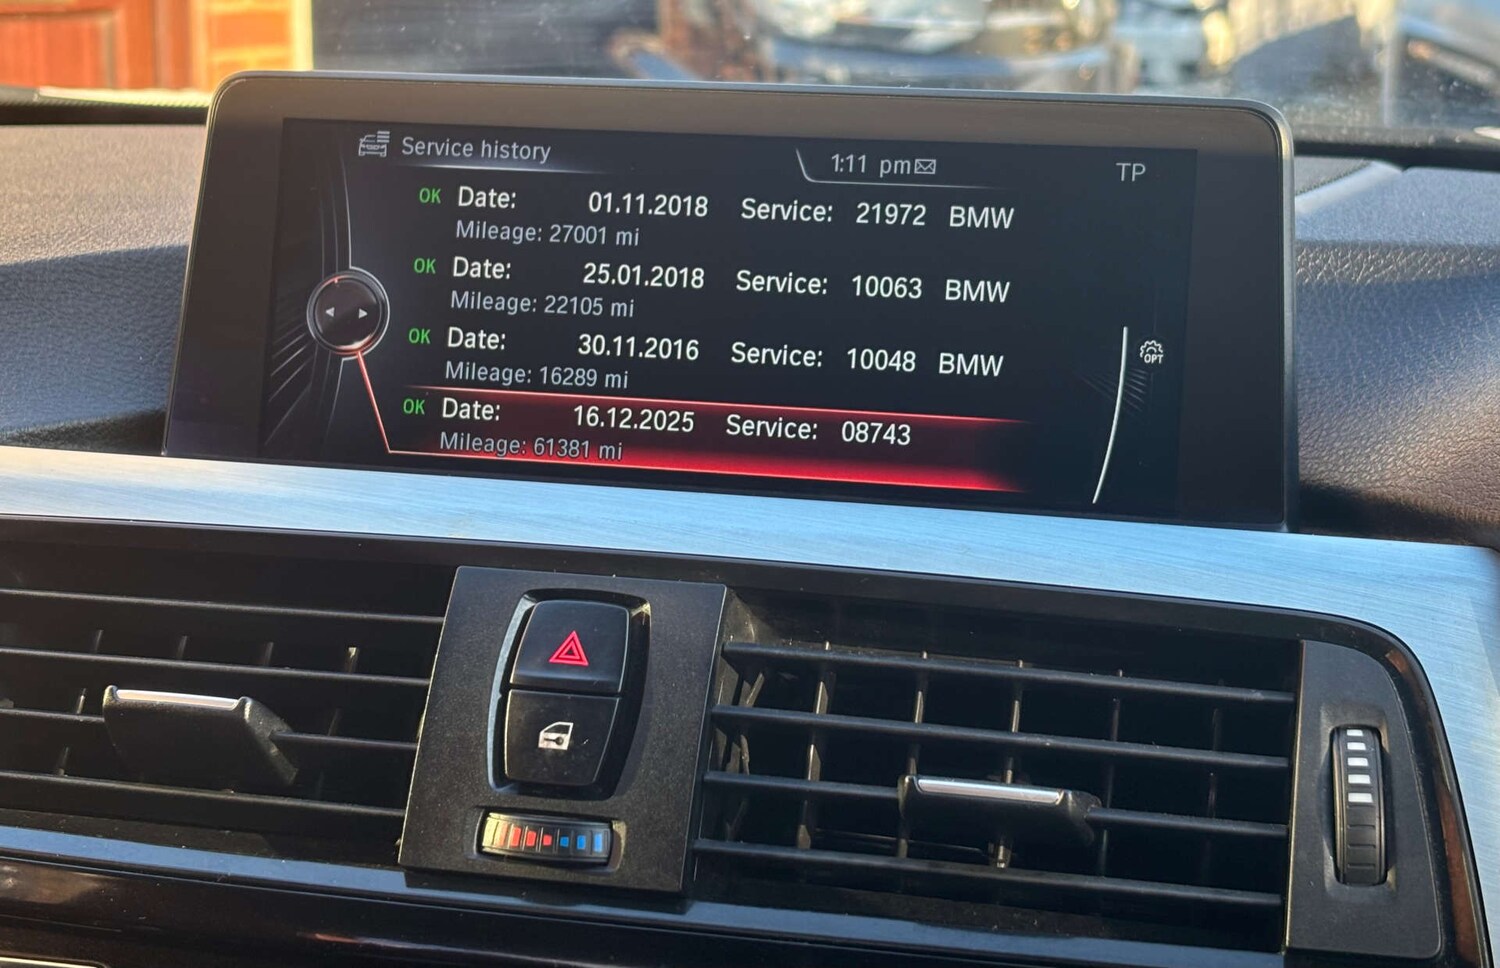 Service history
1:11 pm
TP
OK Date: 01.11.2018 Service: 21972 BMW
Mileage: 27001 mi
OK Date: 25.01.2018 Service: 10063 BMW
Mileage: 22105 mi
OK Date: 30.11.2016 Service: 10048 BMW
Mileage: 16289 mi
OPT
OK Date: 16.12.2025 Service: 08743
Mileage: 61381 mi